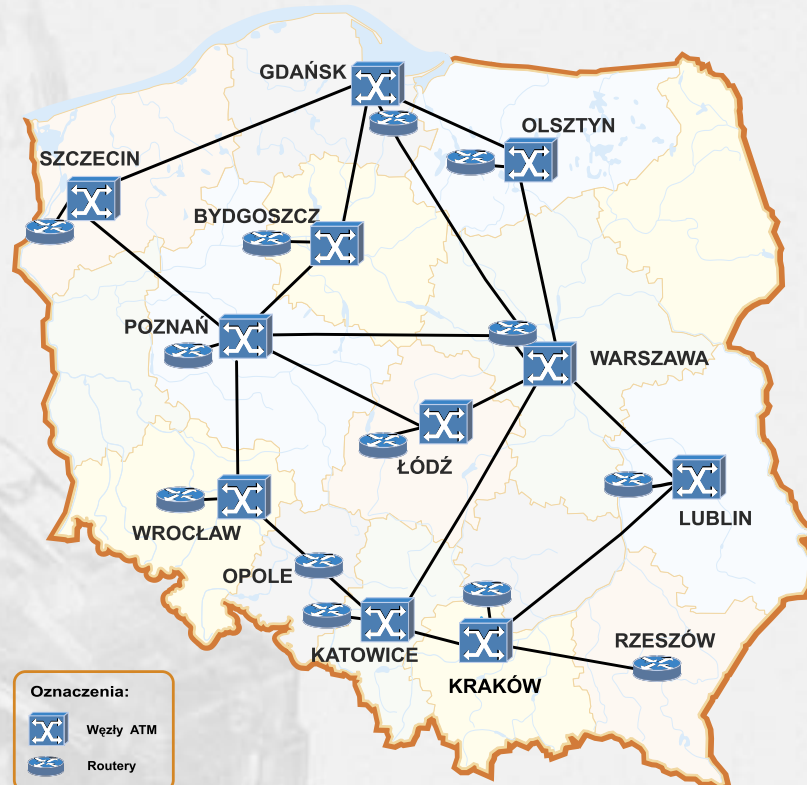 GDAŃSK
OLSZTYN
SZCZECIN
BYDGOSZCZ
POZNAŃ
WARSZAWA
ŁÓDŹ
LUBLIN
WROCŁAW
OPOLE
RZESZÓW
KATOWICE
KRAKÓW
Oznaczenia:
Węzły ATM
Routery